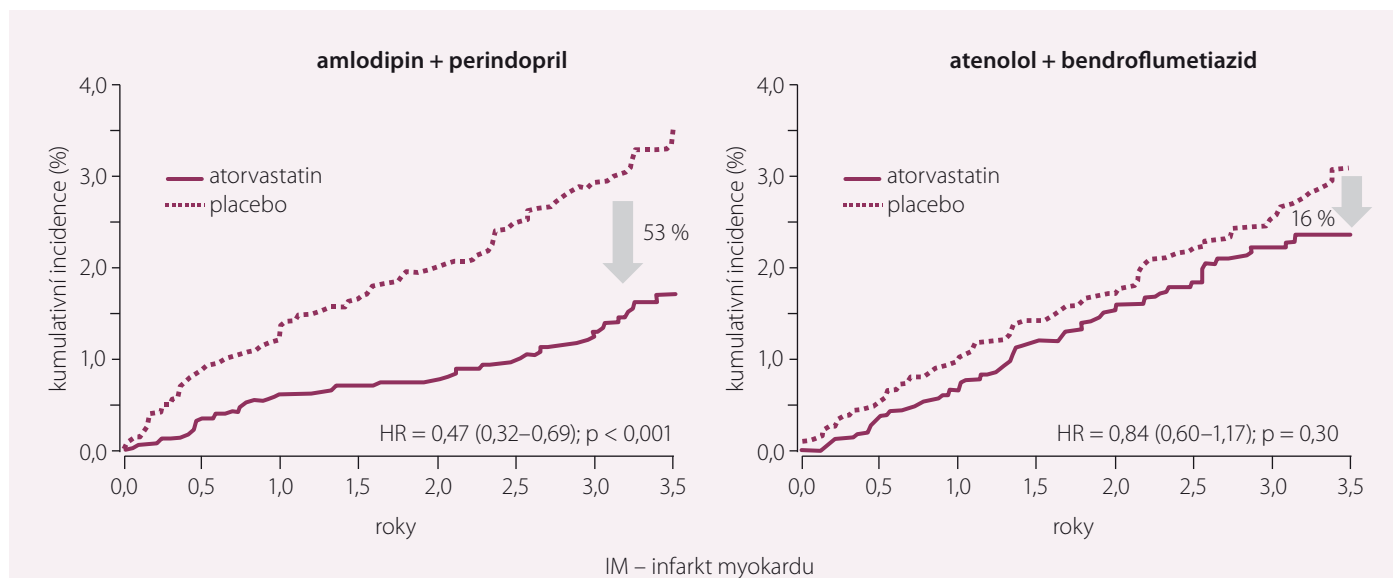 amlodipin + perindopril
4,0
3,0
2,0
1,0
0,0
kumulativní incidence (%)
atorvastatin
placebo
53 %
HR = 0,47 (0,32–0,69); p < 0,001
0,0 0,5 1,0 1,5 2,0 2,5 3,0 3,5
roky
atenolol + bendroflumetiazid
4,0
3,0
2,0
1,0
0,0
kumulativní incidence (%)
atorvastatin
placebo
16 %
HR = 0,84 (0,60–1,17); p = 0,30
0,0 0,5 1,0 1,5 2,0 2,5 3,0 3,5
roky
IM – infarkt myokardu